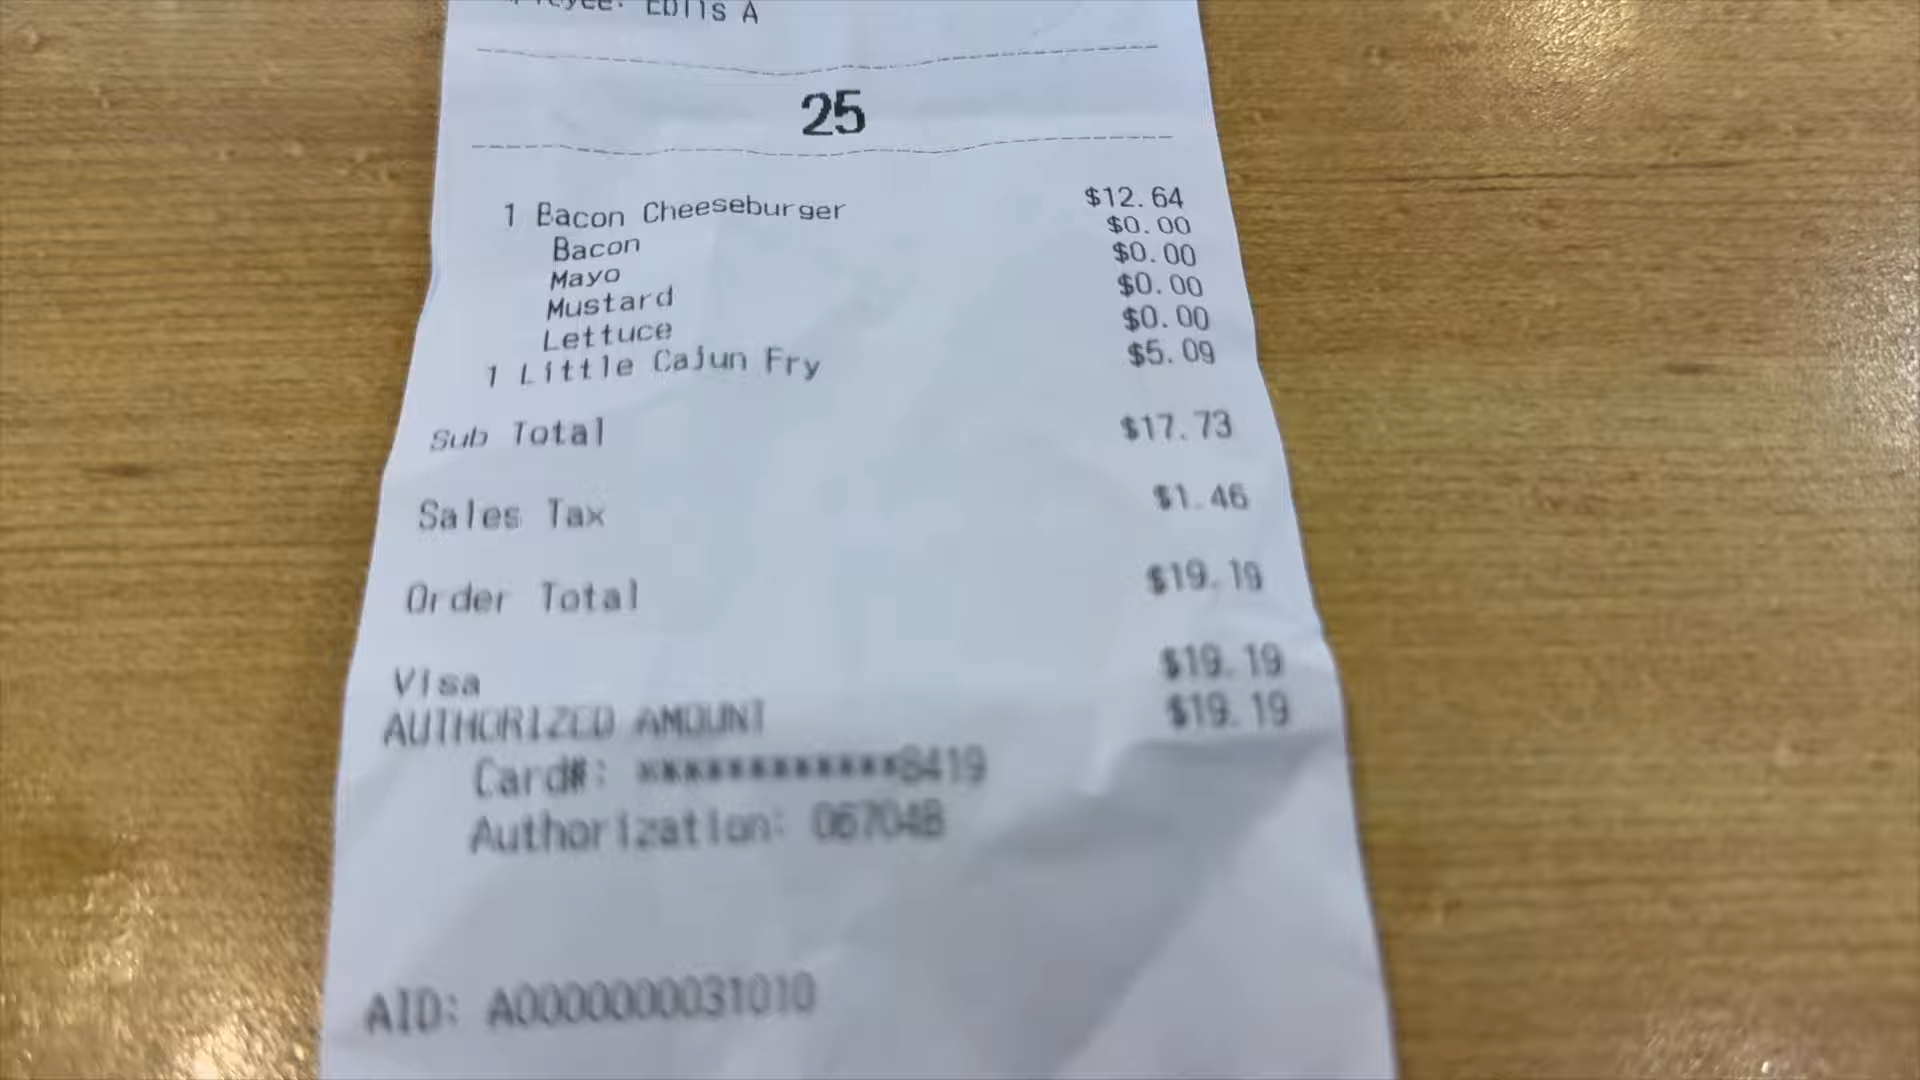 Edits A
25
1 Bacon Cheeseburger $12.64
Bacon $0.00
Mayo $0.00
Mustard $0.00
Lettuce $0.00
1 Little Cajun Fry $5.09
Sub Total $17.73
Sales Tax $1.46
Order Total $19.19
Visa $19.19
AUTHORIZED AMOUNT $19.19
Card#: ************8419
Authorization: 06704B
AID: A0000000031010